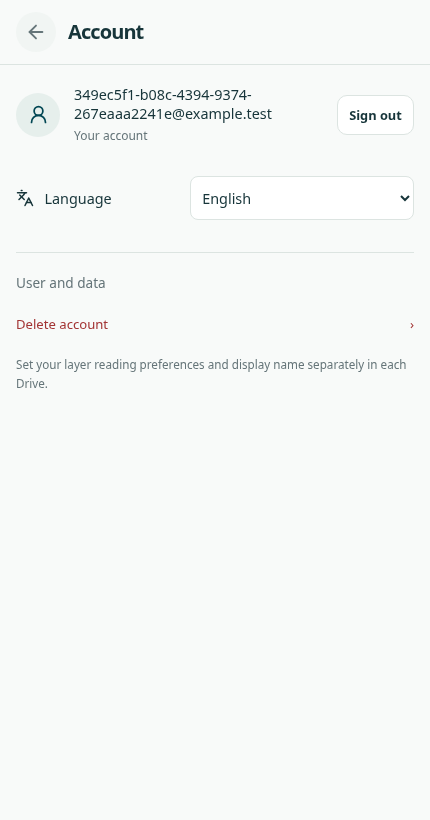 Account
349ec5f1-b08c-4394-9374-
267eaaa2241e@example.test
Your account
Sign out
Language
English
User and data
Delete account
Set your layer reading preferences and display name separately in each
Drive.